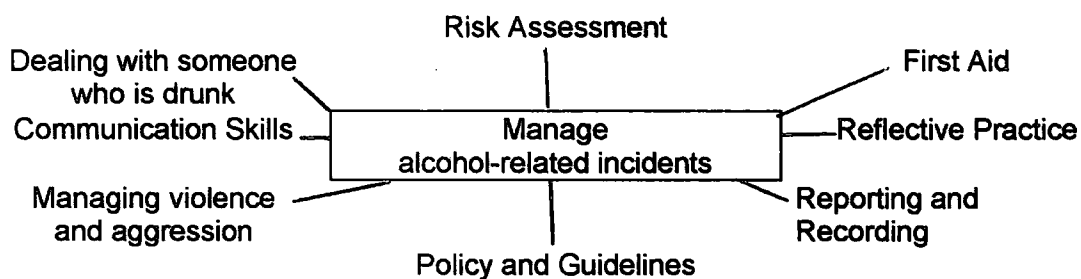 Risk Assessment
Dealing with someone
who is drunk
First Aid
Communication Skills
Manage
alcohol-related incidents
Reflective Practice
Managing violence
and aggression
Reporting and
Recording
Policy and Guidelines